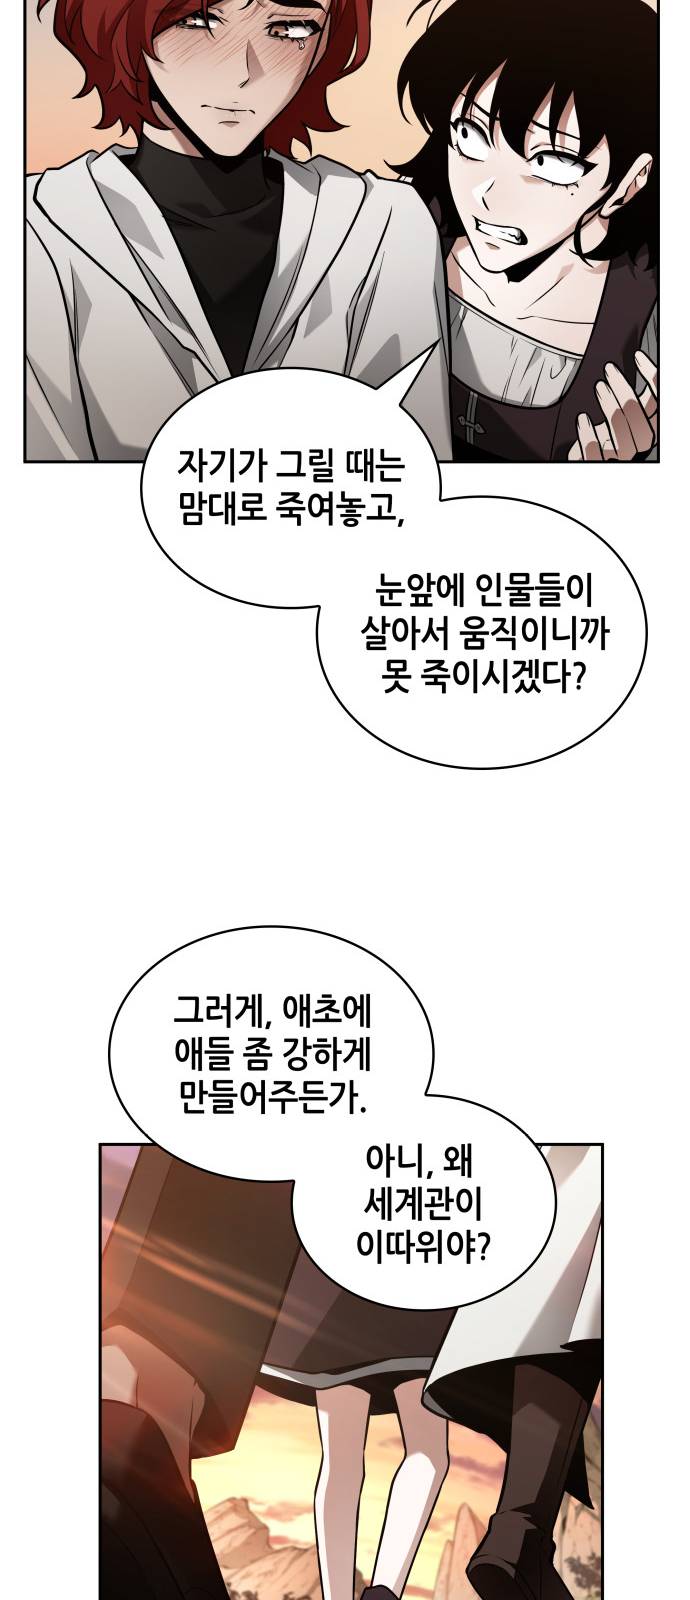 자기가 그릴 때는
맘대로 죽여놓고,
눈앞에 인물들이
살아서 움직이니까
못 죽이시겠다?
그러게, 애초에
애들 좀 강하게
만들어주든가.
아니, 왜
세계관이
이따위야?